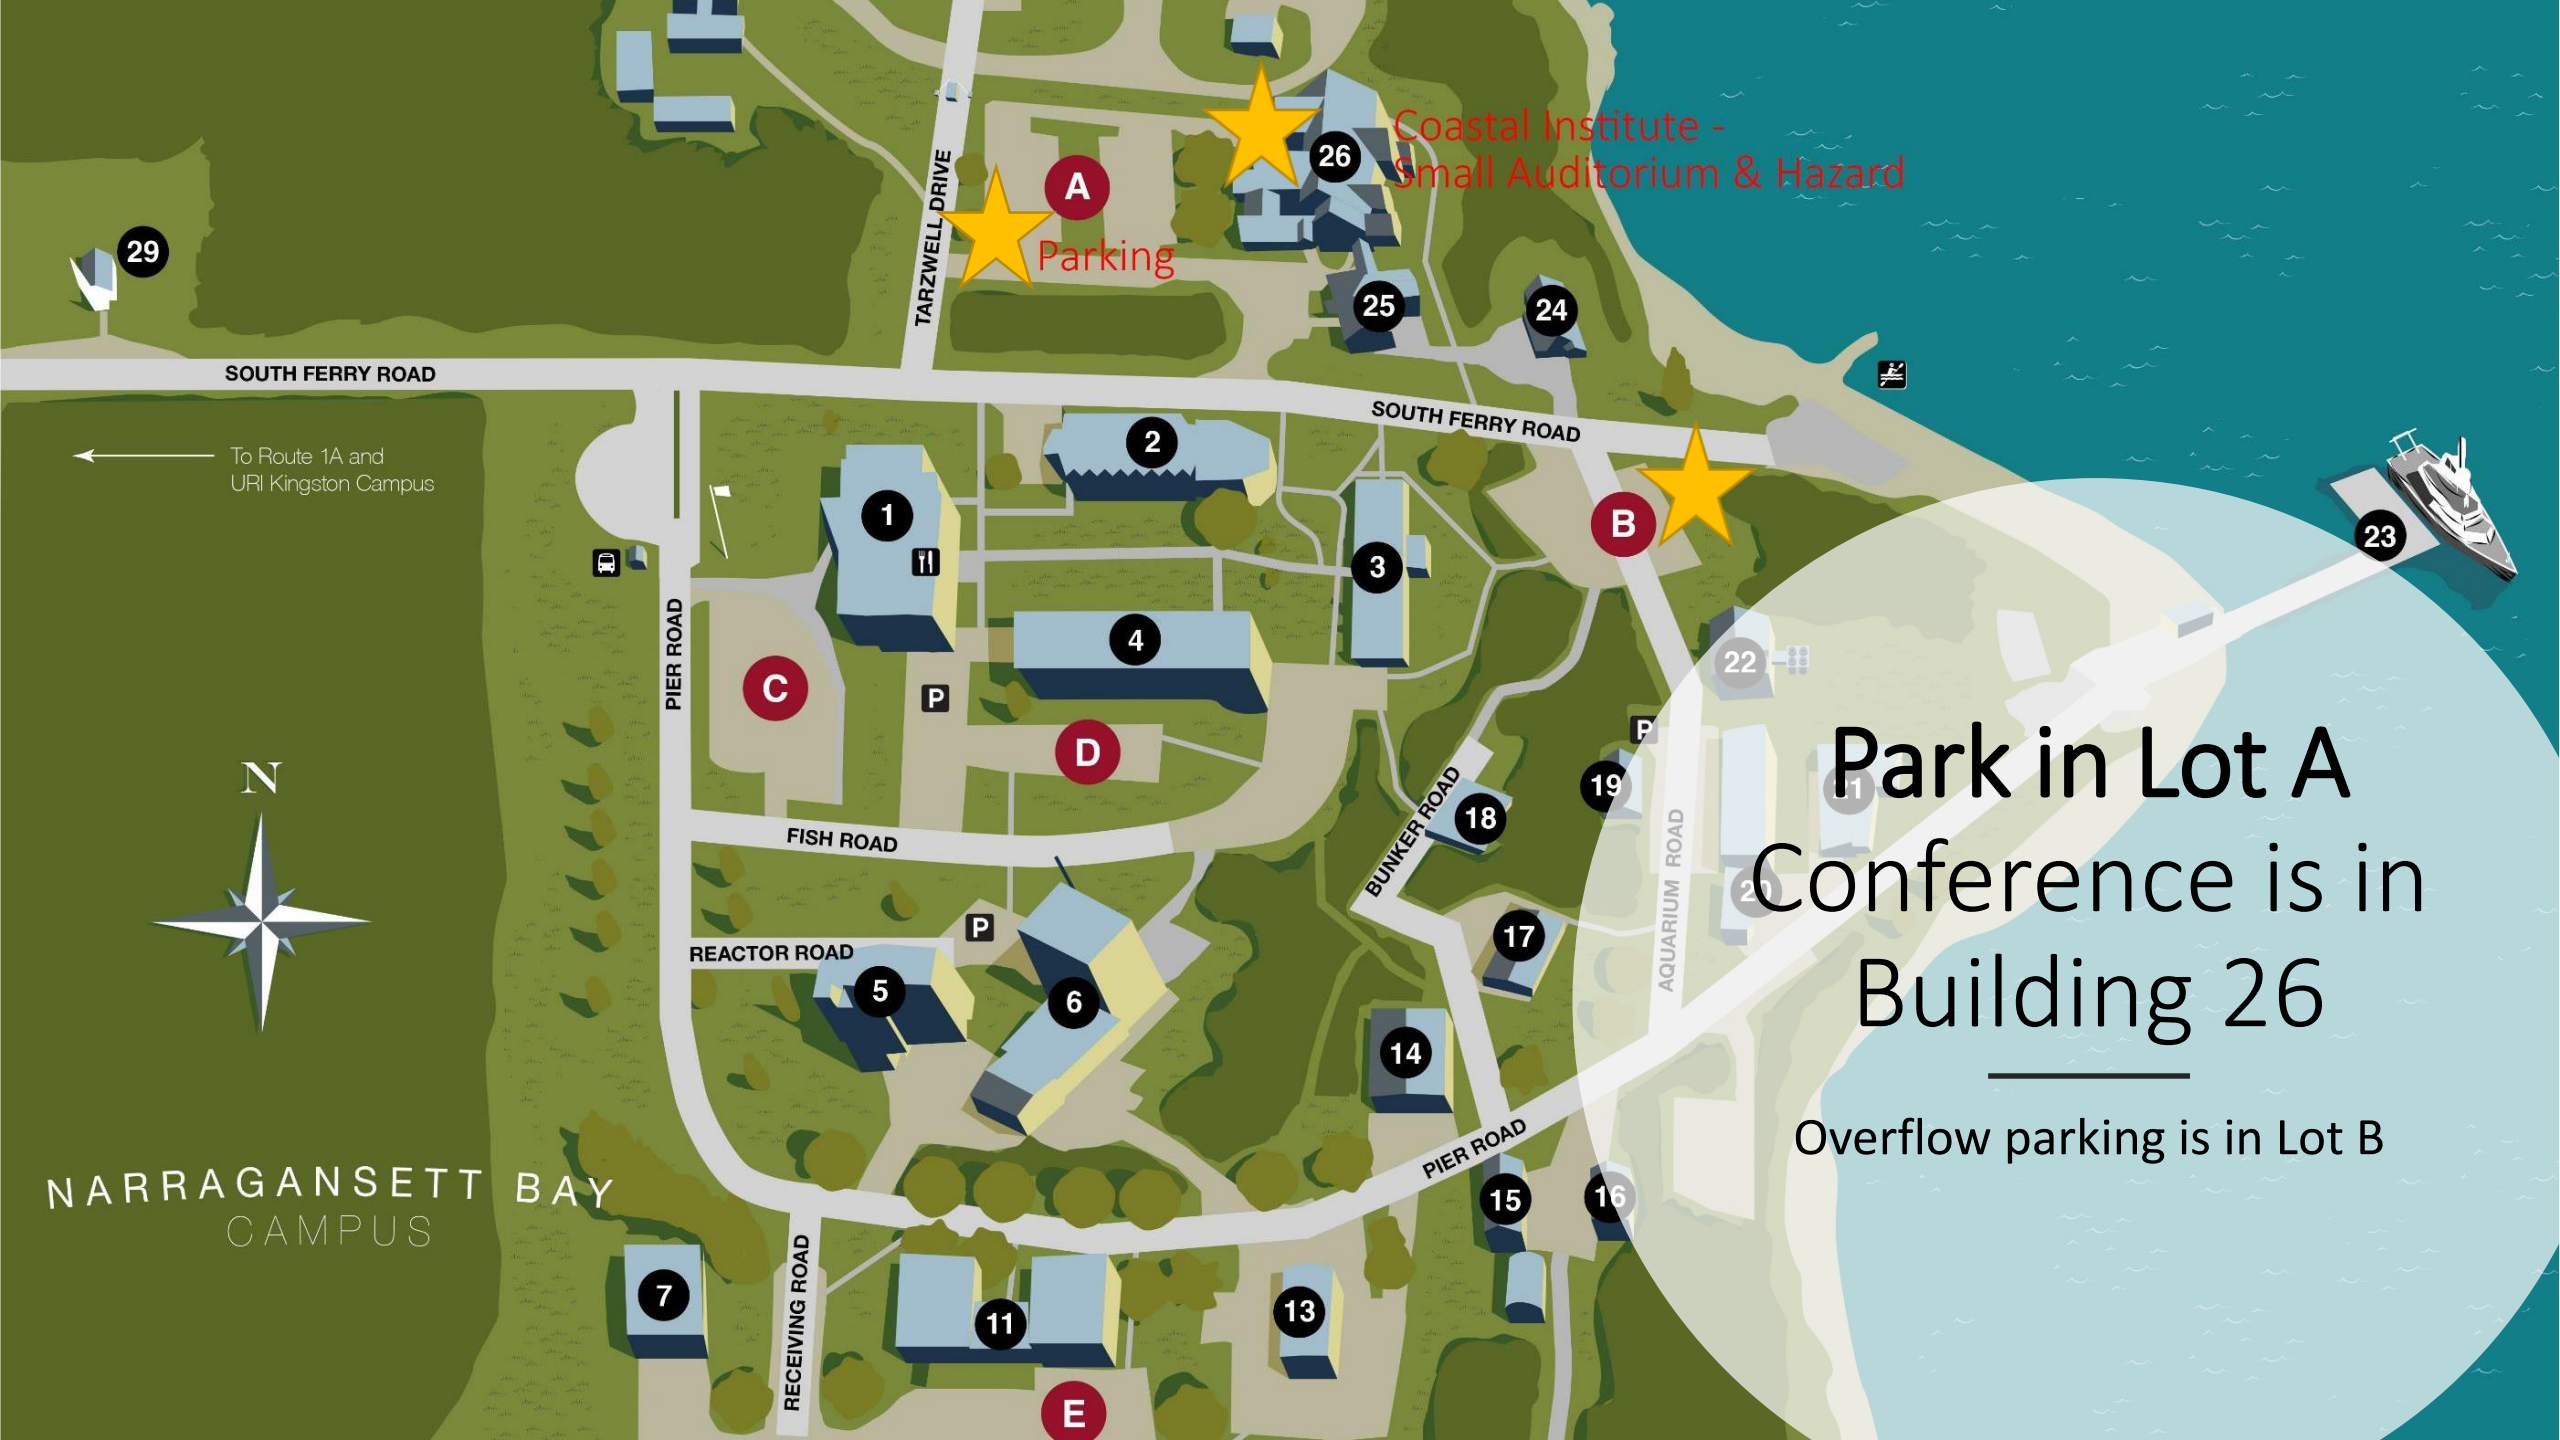 26
Coastal Institute -
Small Auditorium & Hazard
A
TARZWELL DRIVE
Parking
29
25
24
SOUTH FERRY ROAD
SOUTH FERRY ROAD
To Route 1A and
URI Kingston Campus
2
1
B
3
23
PIER ROAD
4
22
C
P
D
P
N
19
21
Park in Lot A
Conference is in
Building 26
Overflow parking is in Lot B
BUNKER ROAD
18
FISH ROAD
AQUARIUM ROAD
20
P
17
REACTOR ROAD
5
6
14
PIER ROAD
NARRAGANSETT BAY
CAMPUS
15
16
RECEIVING ROAD
7
11
13
E